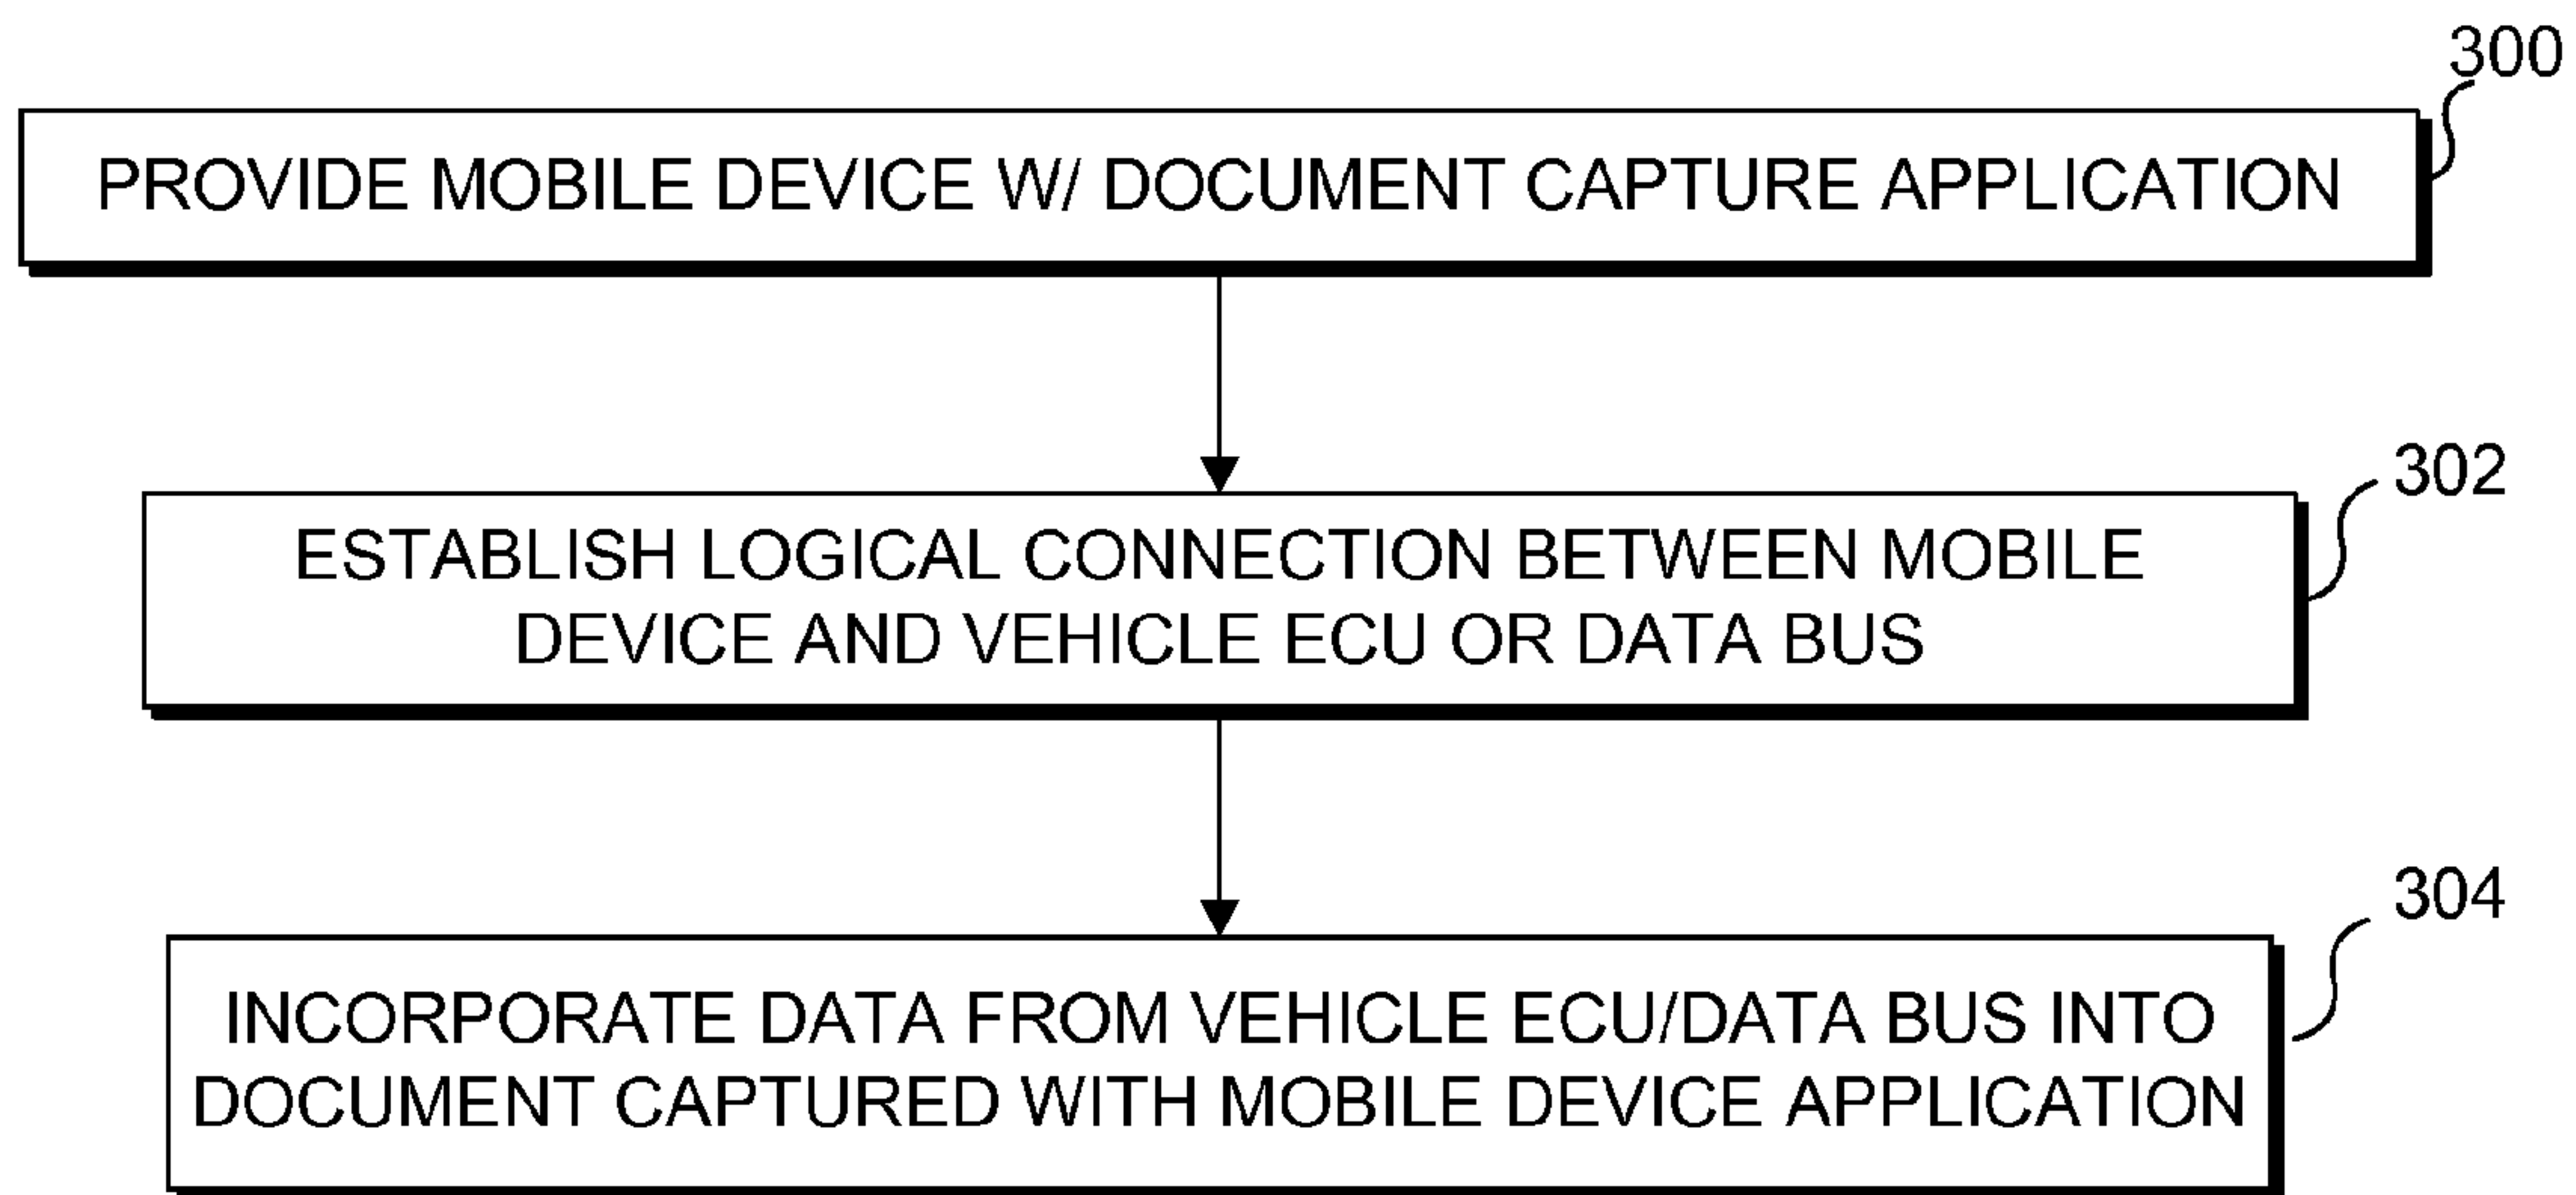 300
PROVIDE MOBILE DEVICE W/ DOCUMENT CAPTURE APPLICATION
302
ESTABLISH LOGICAL CONNECTION BETWEEN MOBILE
DEVICE AND VEHICLE ECU OR DATA BUS
304
INCORPORATE DATA FROM VEHICLE ECU/DATA BUS INTO
DOCUMENT CAPTURED WITH MOBILE DEVICE APPLICATION